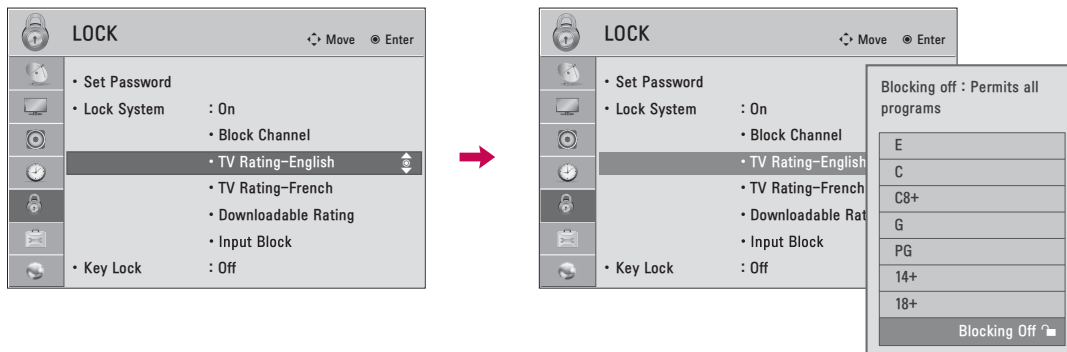 LOCK Move Enter
• Set Password
• Lock System : On
• Block Channel
• TV Rating-English
• TV Rating-French
• Downloadable Rating
• Input Block
• Key Lock : Off
LOCK Move Enter
• Set Password
• Lock System : On
• Block Channel
• TV Rating-English
• TV Rating-French
• Downloadable Rat
• Input Block
• Key Lock : Off
Blocking off : Permits all
programs
E
C
C8+
G
PG
14+
18+
Blocking Off